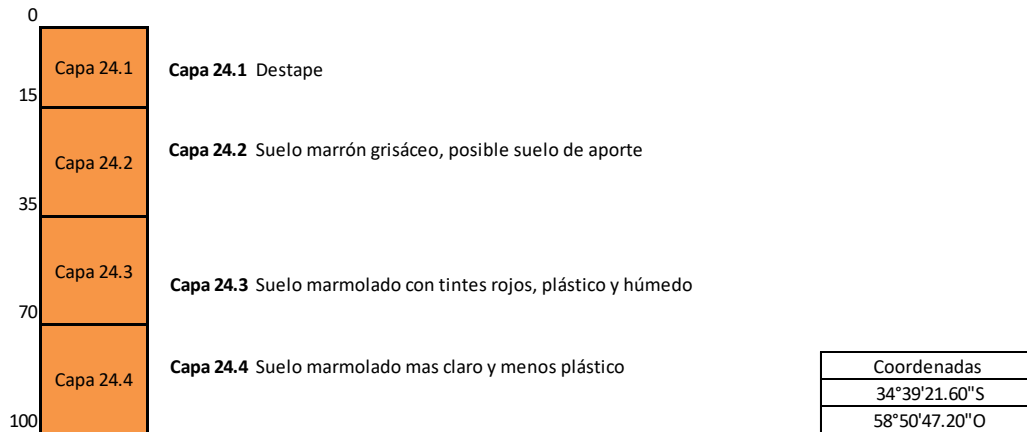 0
Capa 24.1
Capa 24.1 Destape
15
Capa 24.2
Capa 24.2 Suelo marrón grisáceo, posible suelo de aporte
35
Capa 24.3
Capa 24.3 Suelo marmolado con tintes rojos, plástico y húmedo
70
Capa 24.4
Capa 24.4 Suelo marmolado mas claro y menos plástico
100
Coordenadas
34°39'21.60"S
58°50'47.20"O